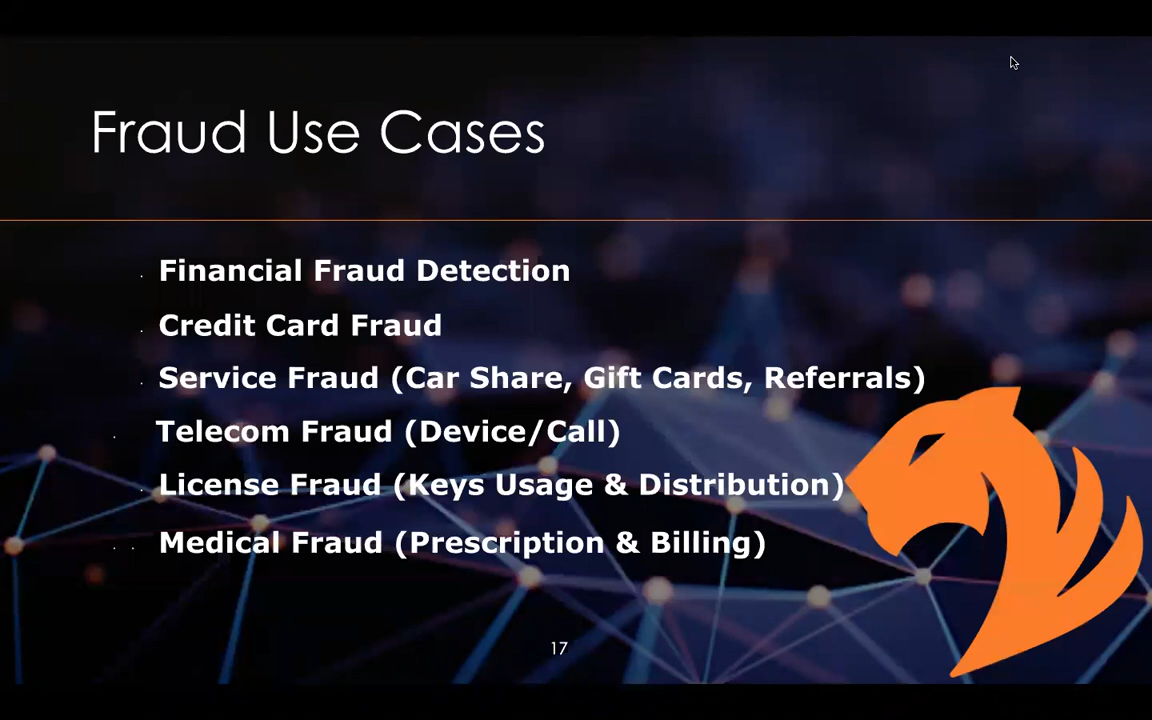 Fraud Use Cases
Financial Fraud Detection
Credit Card Fraud
Service Fraud (Car Share, Gift Cards, Referrals)
Telecom Fraud (Device/Call)
License Fraud (Keys Usage & Distribution)
Medical Fraud (Prescription & Billing)
17